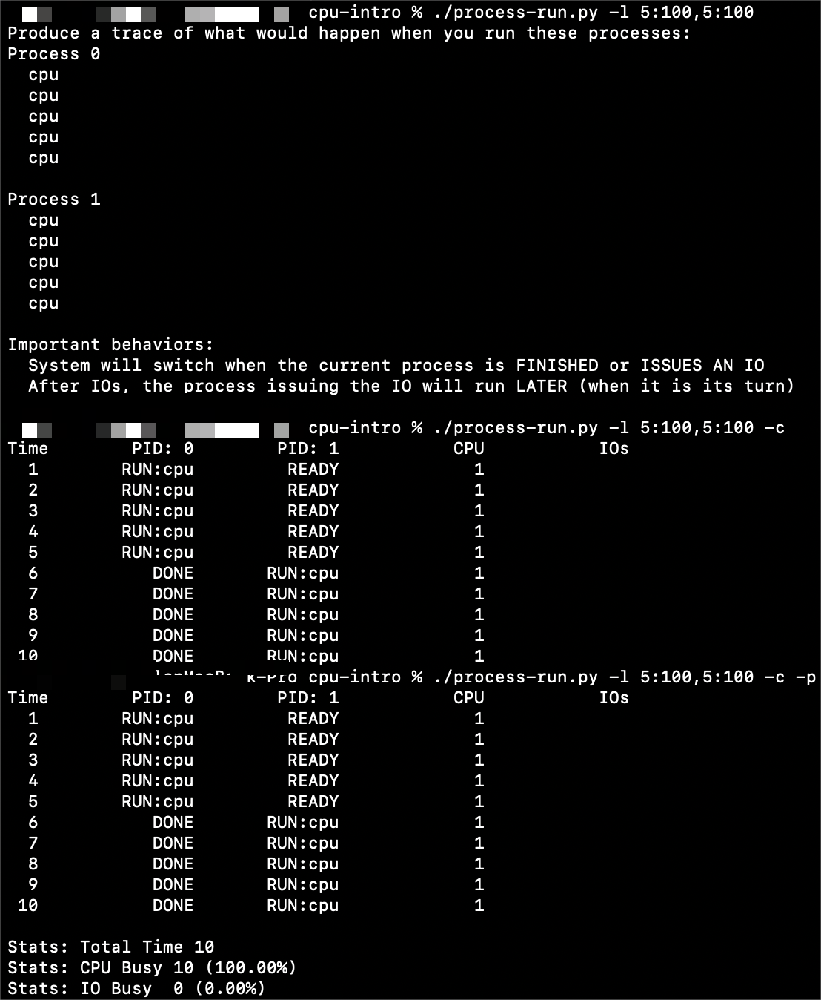 cpu-intro % ./process-run.py -l 5:100,5:100
Produce a trace of what would happen when you run these processes:
Process 0
  cpu
  cpu
  cpu
  cpu
  cpu

Process 1
  cpu
  cpu
  cpu
  cpu
  cpu

Important behaviors:
  System will switch when the current process is FINISHED or ISSUES AN IO
  After IOs, the process issuing the IO will run LATER (when it is its turn)

cpu-intro % ./process-run.py -l 5:100,5:100 -c
Time        PID: 0        PID: 1           CPU           IOs
  1        RUN:cpu         READY             1
  2        RUN:cpu         READY             1
  3        RUN:cpu         READY             1
  4        RUN:cpu         READY             1
  5        RUN:cpu         READY             1
  6           DONE       RUN:cpu             1
  7           DONE       RUN:cpu             1
  8           DONE       RUN:cpu             1
  9           DONE       RUN:cpu             1
 10           DONE       RUN:cpu             1
cpu-intro % ./process-run.py -l 5:100,5:100 -c -p
Time        PID: 0        PID: 1           CPU           IOs
  1        RUN:cpu         READY             1
  2        RUN:cpu         READY             1
  3        RUN:cpu         READY             1
  4        RUN:cpu         READY             1
  5        RUN:cpu         READY             1
  6           DONE       RUN:cpu             1
  7           DONE       RUN:cpu             1
  8           DONE       RUN:cpu             1
  9           DONE       RUN:cpu             1
 10           DONE       RUN:cpu             1

Stats: Total Time 10
Stats: CPU Busy 10 (100.00%)
Stats: IO Busy  0 (0.00%)